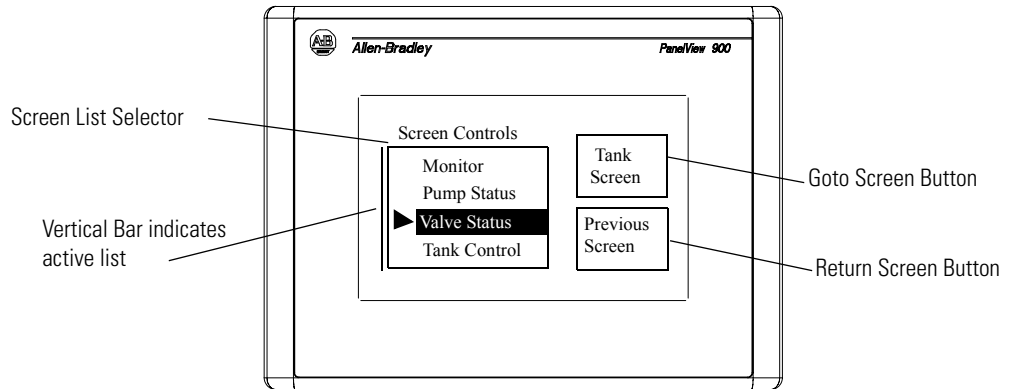 AB
Allen-Bradley
PanelView 900
Screen List Selector
Screen Controls
Monitor
Pump Status
Valve Status
Tank Control
Tank
Screen
Goto Screen Button
Vertical Bar indicates
active list
Previous
Screen
Return Screen Button